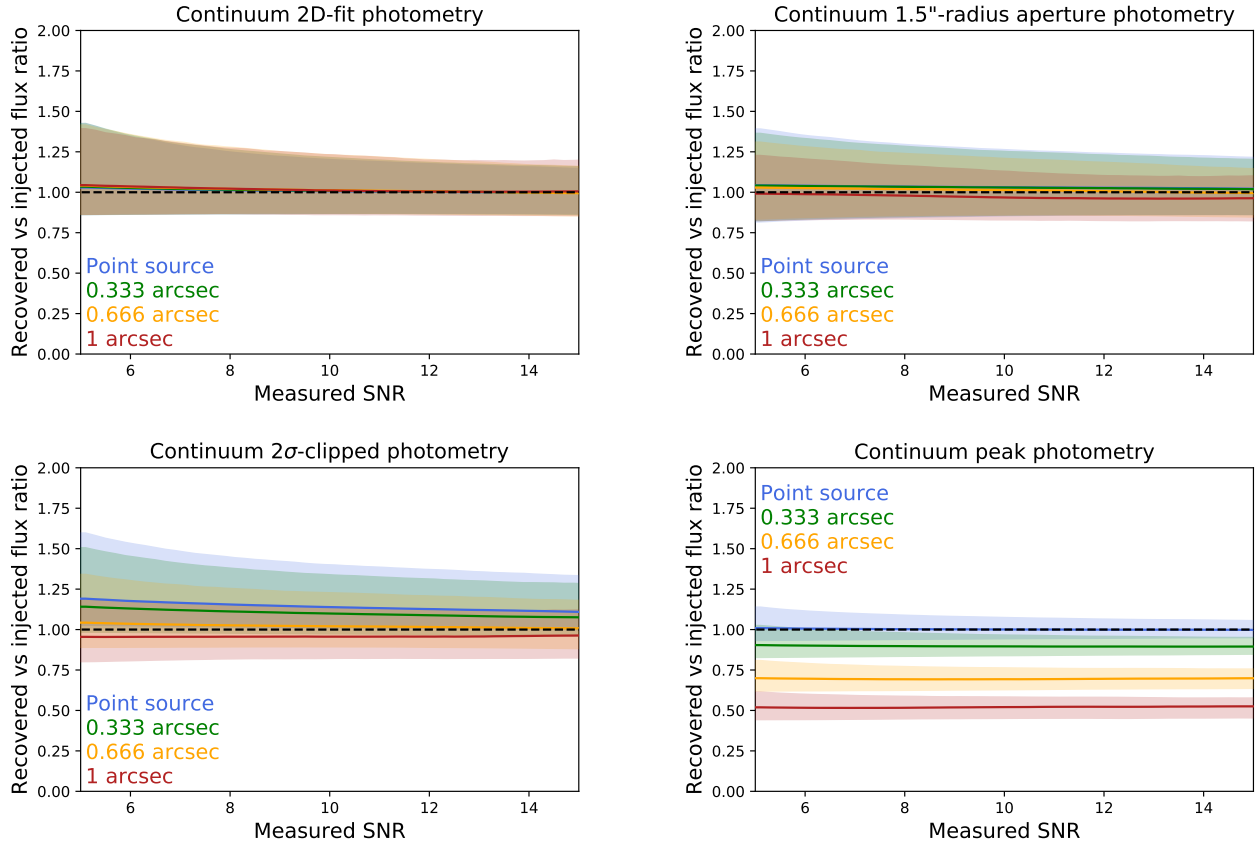 Continuum 2D-fit photometry
Recovered vs injected flux ratio
2.00
1.75
1.50
1.25
1.00
0.75
0.50
0.25
0.00
Point source
0.333 arcsec
0.666 arcsec
1 arcsec
6 8 10 12 14
Measured SNR
Continuum 1.5"-radius aperture photometry
Recovered vs injected flux ratio
2.00
1.75
1.50
1.25
1.00
0.75
0.50
0.25
0.00
Point source
0.333 arcsec
0.666 arcsec
1 arcsec
6 8 10 12 14
Measured SNR
Continuum 2σ-clipped photometry
Recovered vs injected flux ratio
2.00
1.75
1.50
1.25
1.00
0.75
0.50
0.25
0.00
Point source
0.333 arcsec
0.666 arcsec
1 arcsec
6 8 10 12 14
Measured SNR
Continuum peak photometry
Recovered vs injected flux ratio
2.00
1.75
1.50
1.25
1.00
0.75
0.50
0.25
0.00
Point source
0.333 arcsec
0.666 arcsec
1 arcsec
6 8 10 12 14
Measured SNR